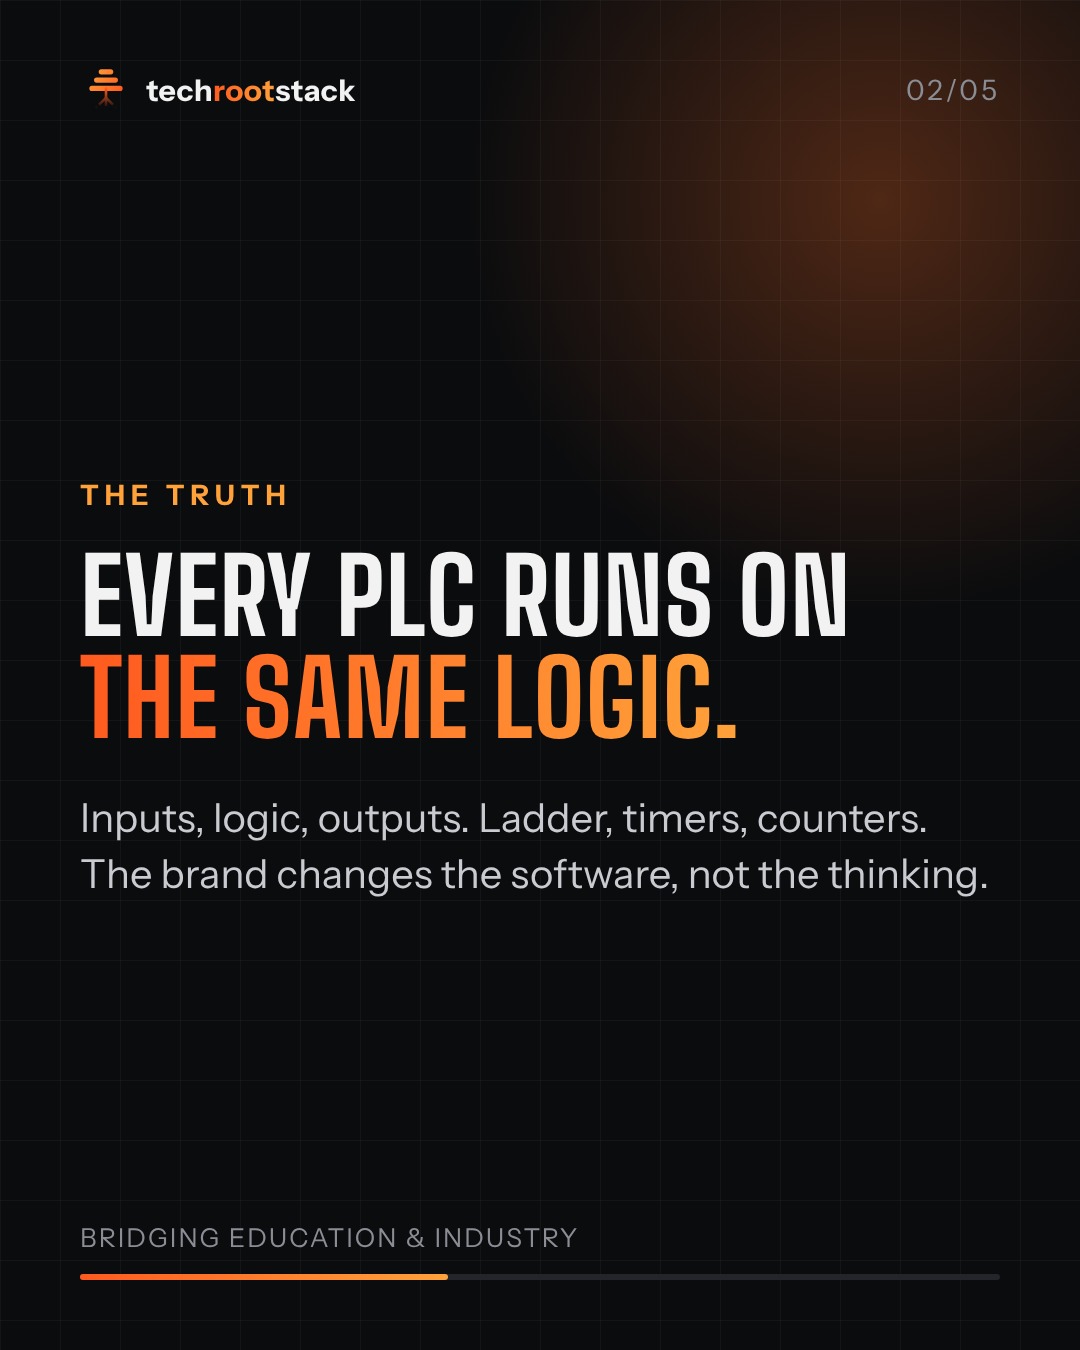 techrootstack
02/05
THE TRUTH
EVERY PLC RUNS ON
THE SAME LOGIC.
Inputs, logic, outputs. Ladder, timers, counters.
The brand changes the software, not the thinking.
BRIDGING EDUCATION & INDUSTRY